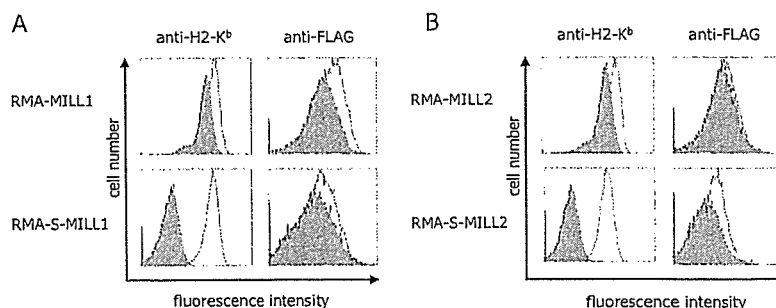 A
anti-H2-Kᵇ
anti-FLAG
RMA-MILL1
RMA-S-MILL1
cell number
fluorescence intensity
B
anti-H2-Kᵇ
anti-FLAG
RMA-MILL2
RMA-S-MILL2
cell number
fluorescence intensity